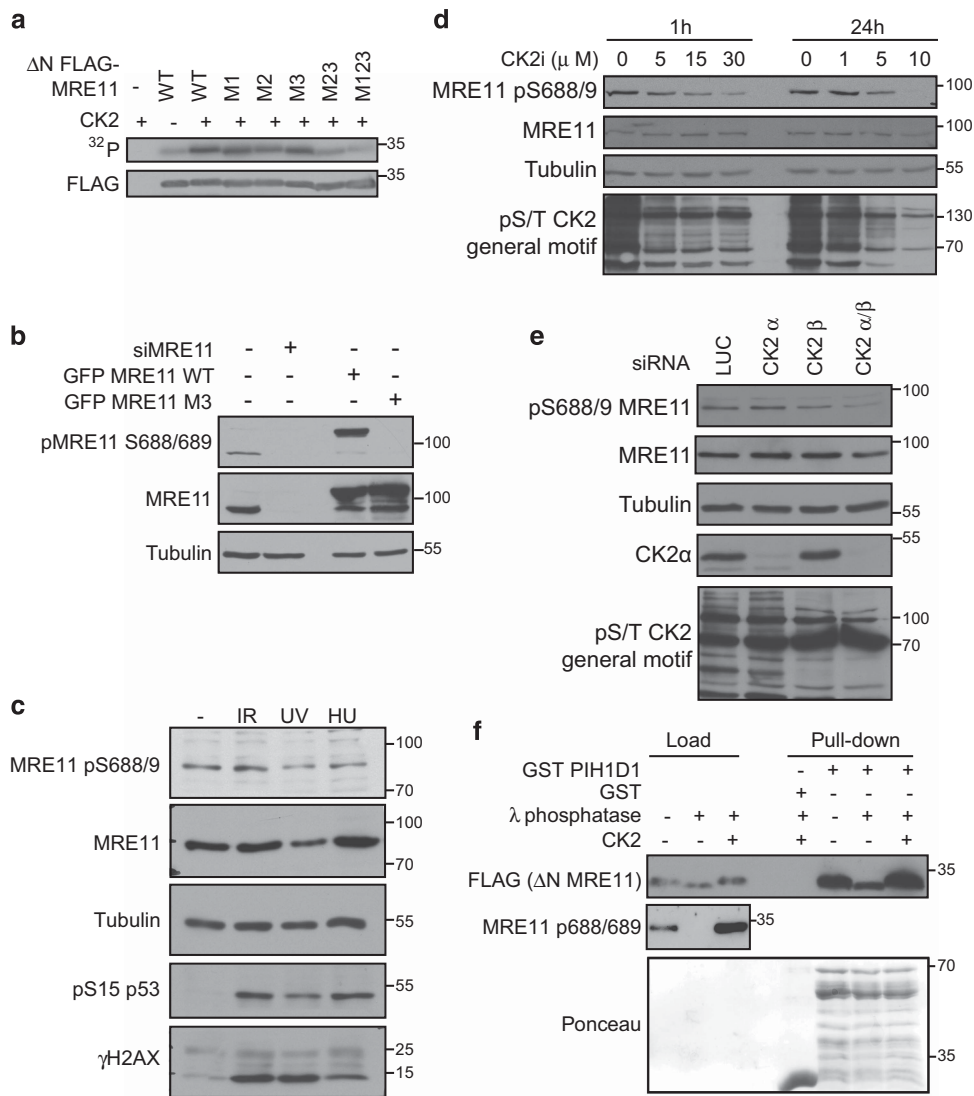 a
ΔN FLAG-
MRE11 - WT WT M1 M2 M3 M23 M123
CK2 + - + + + + + +
32P 35
FLAG 35
b
siMRE11 - + - -
GFP MRE11 WT - - + -
GFP MRE11 M3 - - - +
pMRE11 S688/689 100
MRE11 100
Tubulin 55
c
- IR UV HU
MRE11 pS688/9 100
70
MRE11 100
70
Tubulin 55
pS15 p53 55
γH2AX 25
15
d
1h 24h
CK2i (μ M) 0 5 15 30 0 1 5 10
MRE11 pS688/9 100
MRE11 100
Tubulin 55
pS/T CK2
general motif
130
70
e
siRNA LUC CK2 α CK2 β CK2 α/β
pS688/9 MRE11 100
MRE11 100
Tubulin 55
CK2α 55
pS/T CK2
general motif
100
70
f
Load Pull-down
GST PIH1D1 - + + +
GST + - - -
λ phosphatase - + + + - + +
CK2 - - + + - - +
FLAG (ΔN MRE11) 35
MRE11 p688/689 35
Ponceau 70
35